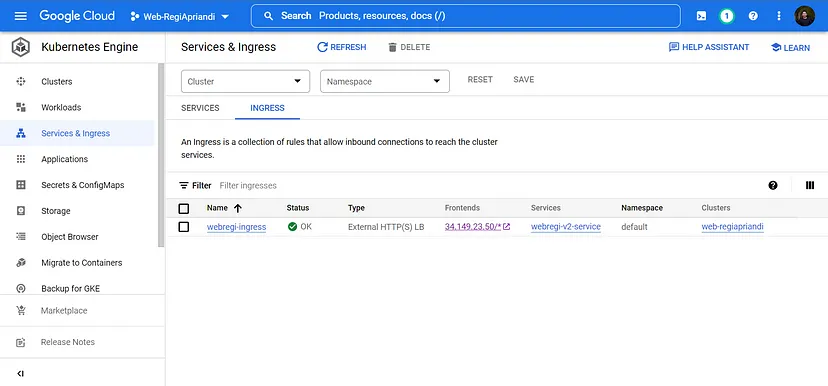 Google Cloud Web-RegiApriandi Search Products, resources, docs (/) 1
Kubernetes Engine Services & Ingress REFRESH DELETE HELP ASSISTANT LEARN
Clusters
Workloads
Services & Ingress
Applications
Secrets & ConfigMaps
Storage
Object Browser
Migrate to Containers
Backup for GKE
Marketplace
Release Notes
Cluster Namespace RESET SAVE
SERVICES INGRESS
An Ingress is a collection of rules that allow inbound connections to reach the cluster
services.
Filter Filter ingresses
Name Status Type Frontends Services Namespace Clusters
webregi-ingress OK External HTTP(S) LB 34.149.23.50/* webregi-v2-service default web-regiapriandi